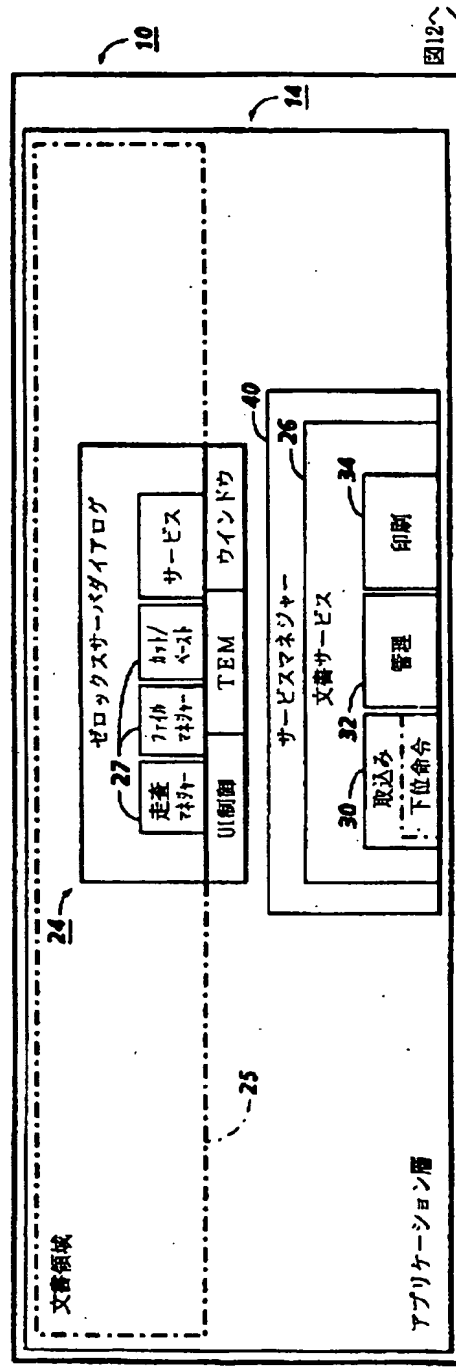 10
14
文書領域
24
ゼロックスサーバダイアログ
27
走査
マネジャー
ファイル
マネジャー
カット/
ペースト
サービス
UI制御
TEM
ウインドウ
25
40
サービスマネジャー
26
文書サービス
30
取込み
下位命令
32
管理
34
印刷
アプリケーション層
図12へ